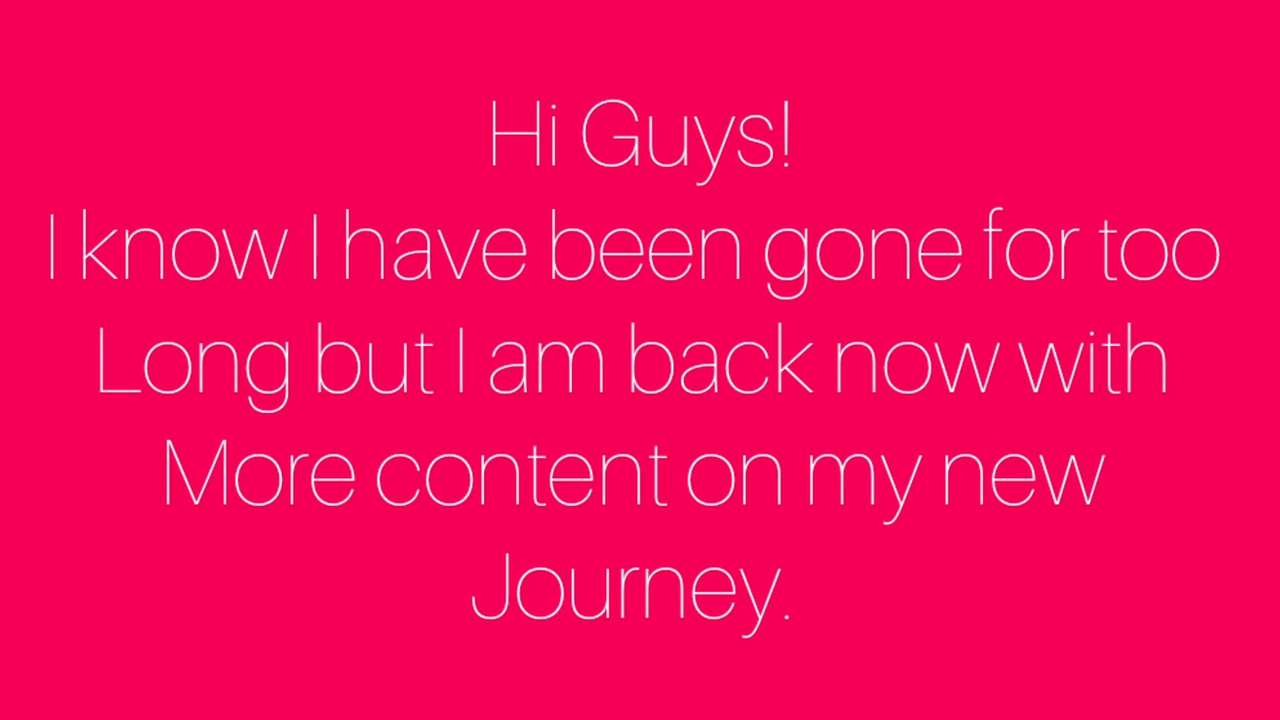 Hi Guys!
I know I have been gone for too
Long but I am back now with
More content on my new
Journey.